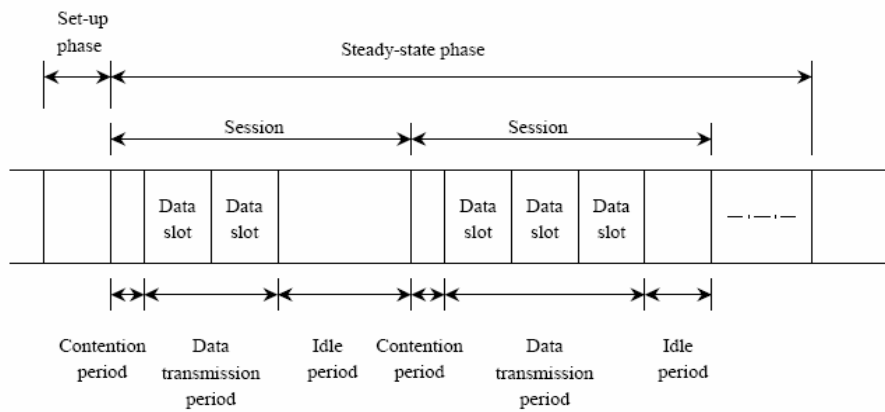 Set-up
phase
Steady-state phase
Session
Session
Data
slot
Data
slot
Data
slot
Data
slot
Data
slot
Contention
period
Data
transmission
period
Idle
period
Contention
period
Data
transmission
period
Idle
period